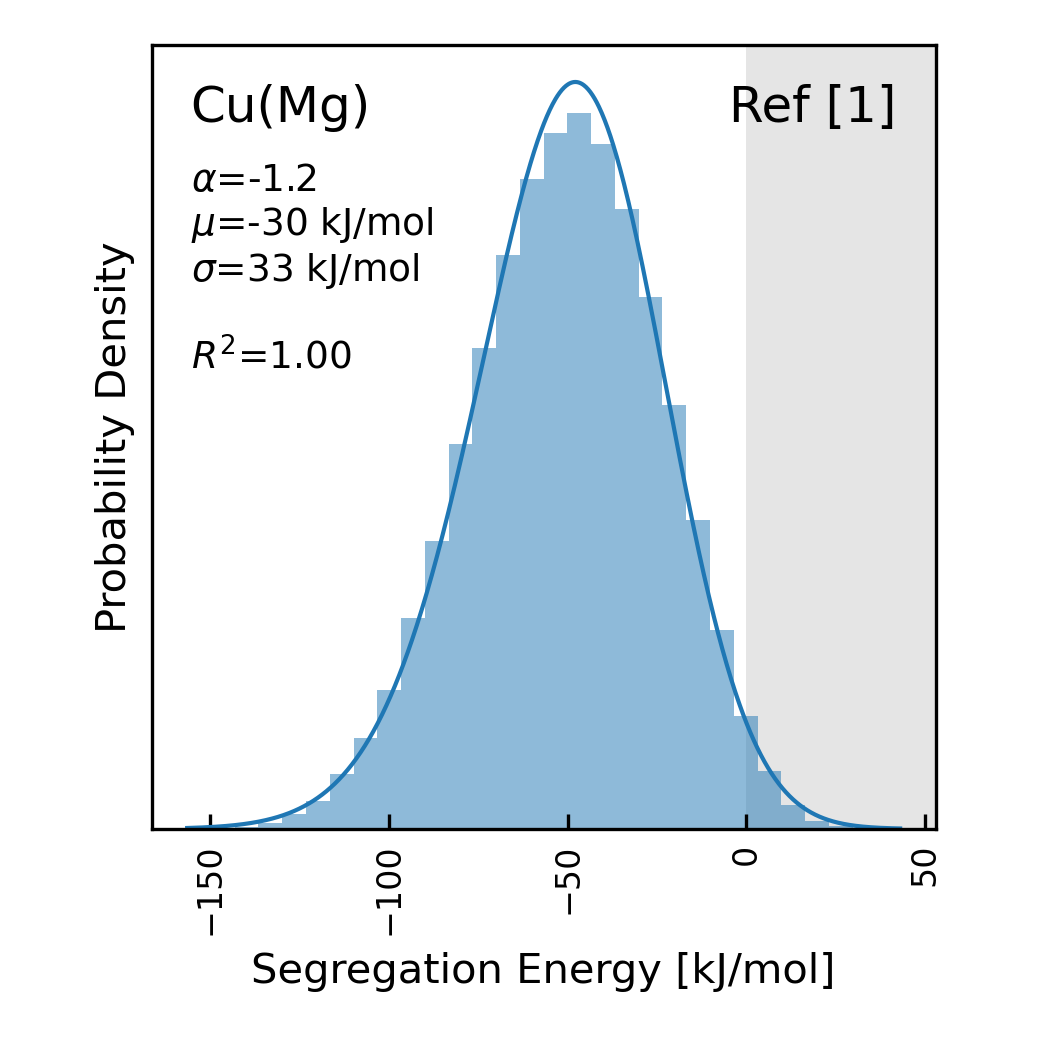 Cu(Mg)
Ref [1]
α=-1.2
μ=-30 kJ/mol
σ=33 kJ/mol
R²=1.00
Probability Density
−150
−100
−50
0
50
Segregation Energy [kJ/mol]